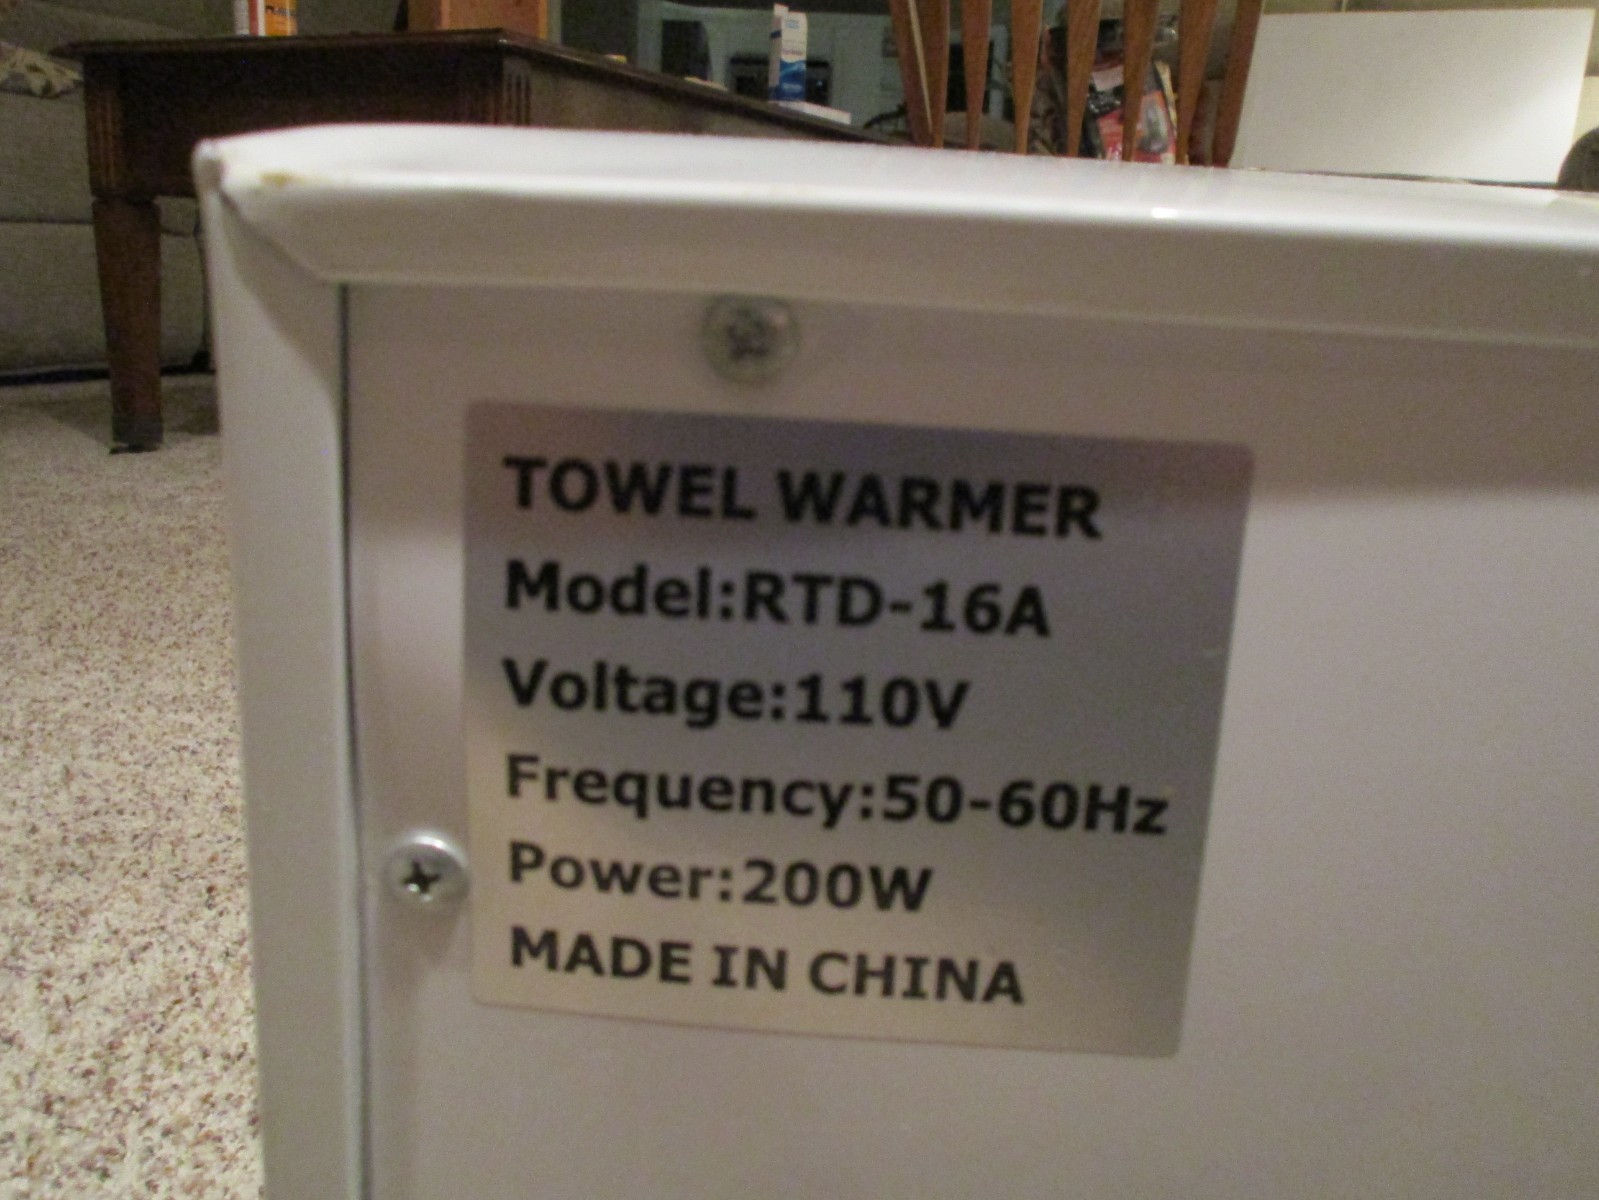 TOWEL WARMER
Model:RTD-16A
Voltage:110V
Frequency:50-60Hz
Power:200W
MADE IN CHINA